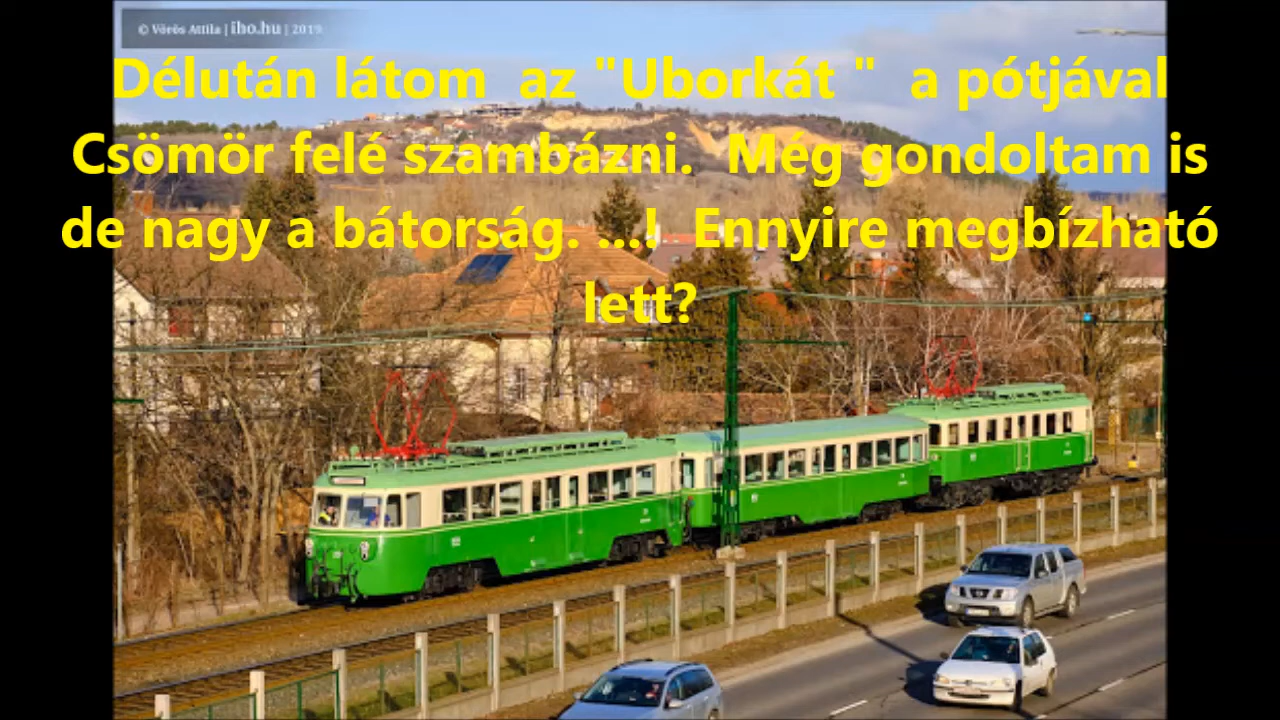 © Vörös Attila | iho.hu | 2019
Délután látom az "Uborkát " a pótjával
Csömör felé szambázni. Még gondoltam is
de nagy a bátorság. ...! Ennyire megbízható
lett?